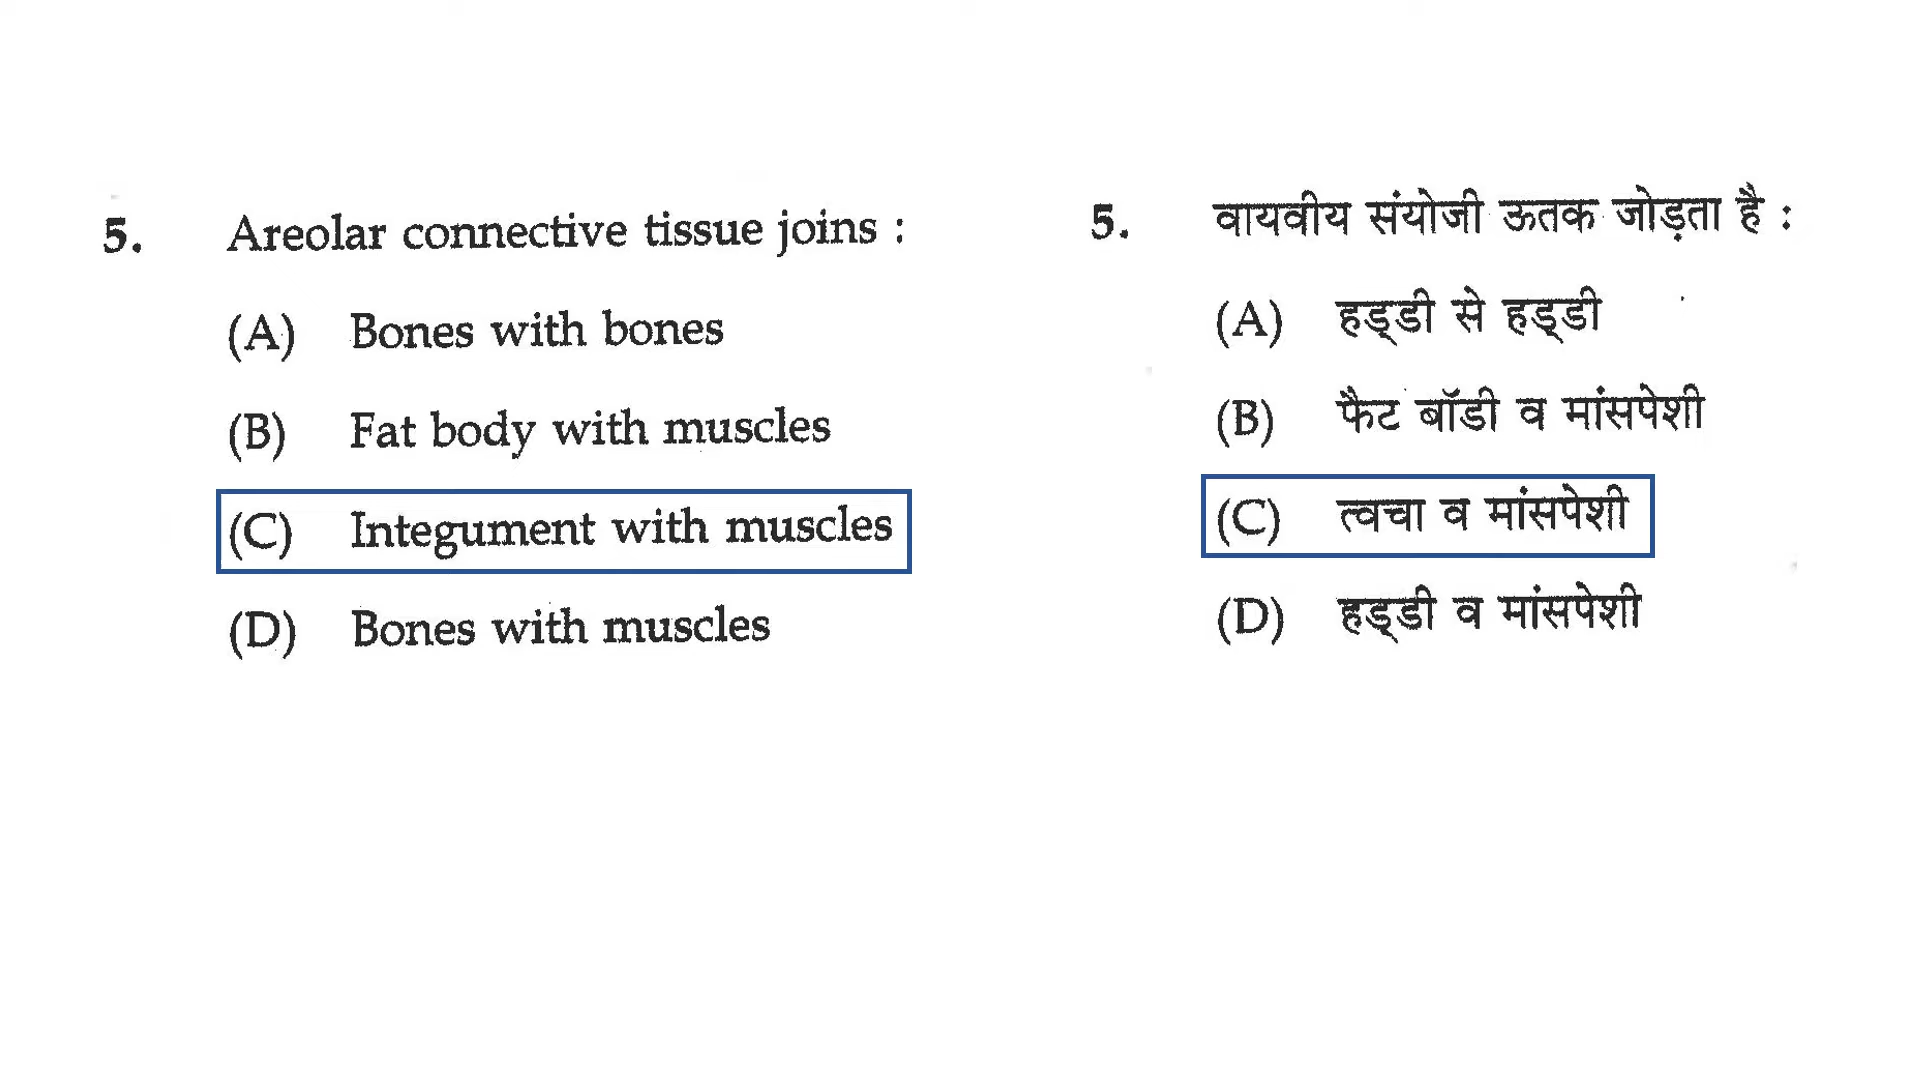 5. Areolar connective tissue joins :
(A) Bones with bones
(B) Fat body with muscles
(C) Integument with muscles
(D) Bones with muscles
5. वायवीय संयोजी ऊतक जोड़ता है :
(A) हड्डी से हड्डी
(B) फैट बॉडी व मांसपेशी
(C) त्वचा व मांसपेशी
(D) हड्डी व मांसपेशी